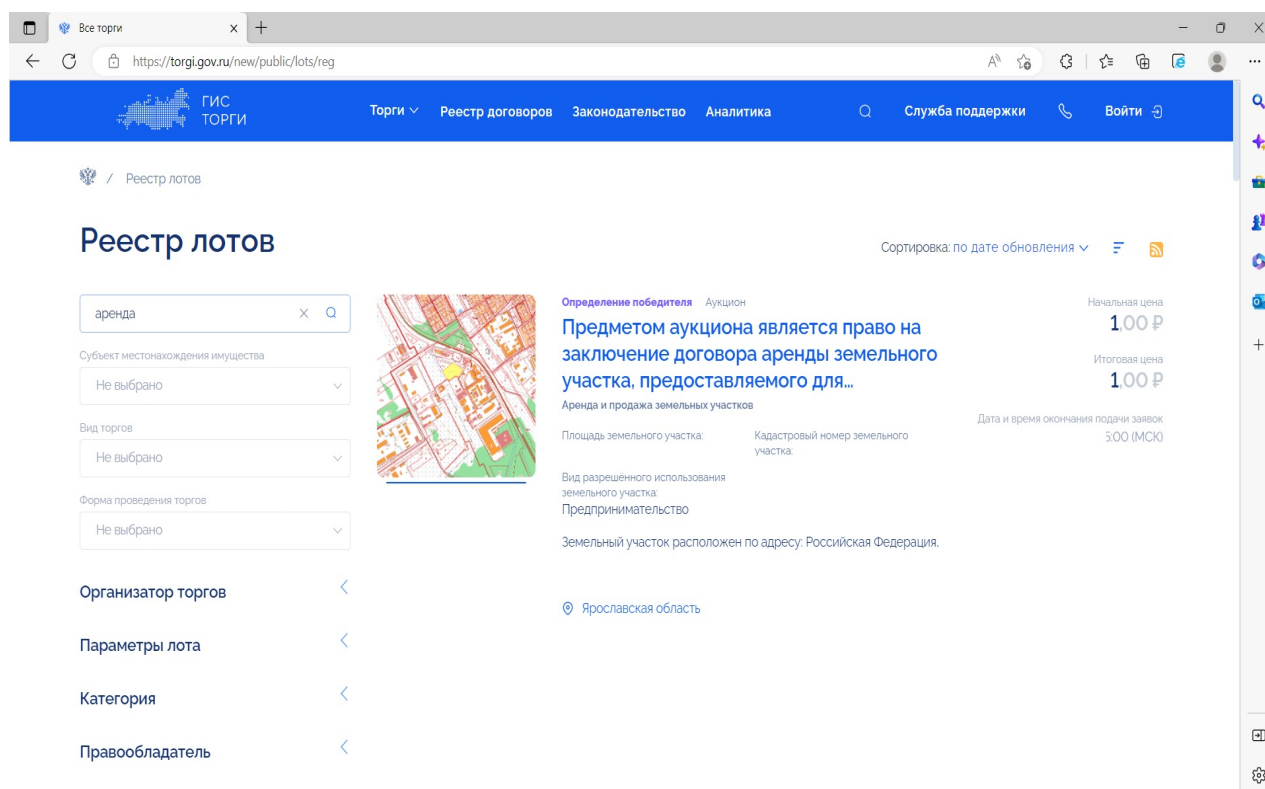 Все торги
https://torgi.gov.ru/new/public/lots/reg
ГИС
ТОРГИ
Торги
Реестр договоров
Законодательство
Аналитика
Служба поддержки
Войти
/ Реестр лотов
Реестр лотов
Сортировка: по дате обновления
аренда
Субъект местонахождения имущества
Не выбрано
Вид торгов
Не выбрано
Форма проведения торгов
Не выбрано
Организатор торгов
Параметры лота
Категория
Правообладатель
Определение победителя Аукцион
Предметом аукциона является право на
заключение договора аренды земельного
участка, предоставляемого для...
Аренда и продажа земельных участков
Площадь земельного участка:
Кадастровый номер земельного
участка:
Вид разрешённого использования
земельного участка:
Предпринимательство
Земельный участок расположен по адресу: Российская Федерация,
Ярославская область
Начальная цена
1,00 ₽
Итоговая цена
1,00 ₽
Дата и время окончания подачи заявок
5:00 (МСК)